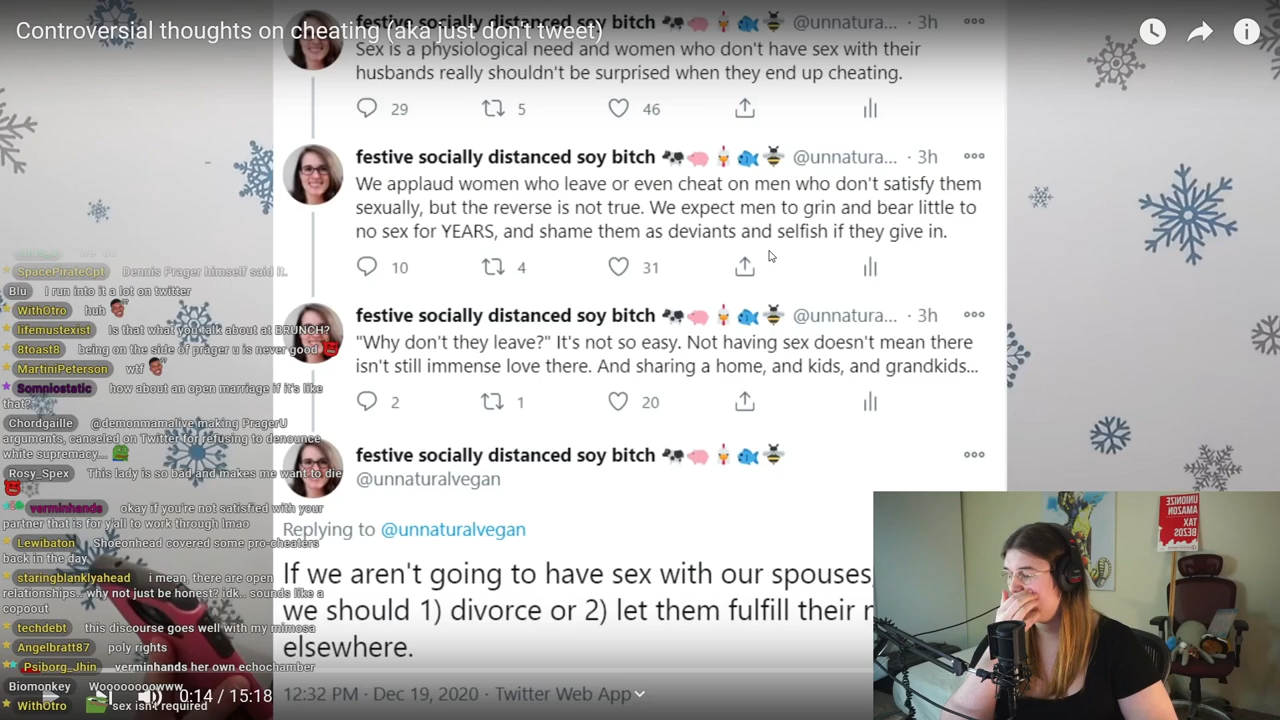 Controversial thoughts on cheating (aka just don't tweet)
festive socially distanced soy bitch 🐄🐖🐓🐟🐝 @unnatura... · 3h
Sex is a physiological need and women who don't have sex with their
husbands really shouldn't be surprised when they end up cheating.
29 5 46
festive socially distanced soy bitch 🐄🐖🐓🐟🐝 @unnatura... · 3h
We applaud women who leave or even cheat on men who don't satisfy them
sexually, but the reverse is not true. We expect men to grin and bear little to
no sex for YEARS, and shame them as deviants and selfish if they give in.
10 4 31
festive socially distanced soy bitch 🐄🐖🐓🐟🐝 @unnatura... · 3h
"Why don't they leave?" It's not so easy. Not having sex doesn't mean there
isn't still immense love there. And sharing a home, and kids, and grandkids...
2 1 20
festive socially distanced soy bitch 🐄🐖🐓🐟🐝
@unnaturalvegan
Replying to @unnaturalvegan
If we aren't going to have sex with our spouses,
we should 1) divorce or 2) let them fulfill their
elsewhere.
12:32 PM · Dec 19, 2020 · Twitter Web App
SpacePirateCpt Dennis Prager himself said it.
Blu I run into it a lot on twitter
WithOtro huh
lifemustexist Is that what you talk about at BRUNCH?
8toast8 being on the side of prager u is never good
MartiniPeterson wtf
Somniostatic how about an open marriage if it's like
that?
Chordgaille @demonmamalive making PragerU
arguments, canceled on Twitter for refusing to denounce
white supremacy...
Rosy_Spex This lady is so bad and makes me want to die
verminhands okay if you're not satisfied with your
partner that is for y'all to work through lmao
Lewibaton Shoeonhead covered some pro-cheaters
back in the day
staringblanklyahead i mean, there are open
relationships.. why not just be honest? idk.. sounds like a
copoout
techdebt this discourse goes well with my mimosa
Angelbratt87 poly rights
Psiborg_Jhin verminhands her own echochamber
Biomonkey Wooooooowww
WithOtro sex isn't required
0:14 / 15:18
UNIONIZE
AMAZON
TAX
BEZOS